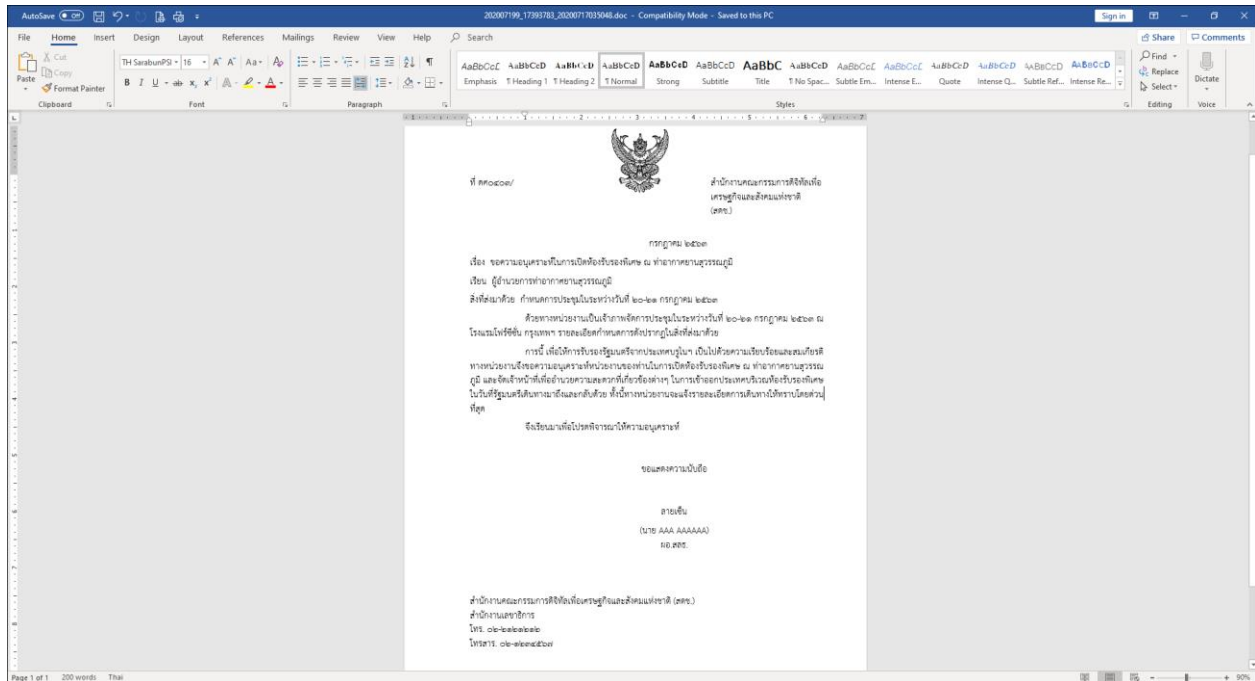 AutoSave Off
202007199_17393783_20200717035048.doc - Compatibility Mode - Saved to this PC
Sign in
File Home Insert Design Layout References Mailings Review View Help Search
Share Comments
Cut
Copy
Format Painter
Paste
TH SarabunPSI 16
AaBbCcL AaBbCcD AaBbCcD AaBbCcD AaBbCcD AaBbCcD AaBbC AaBbCcD AaBbCcL AaBbCcL AaBbCcD AaBbCcD AaBbCcD AaBbCcD
Emphasis ¶ Heading 1 ¶ Heading 2 ¶ Normal Strong Subtitle Title ¶ No Spac... Subtle Em... Intense E... Quote Intense Q... Subtle Ref... Intense Re...
Find
Replace
Select
Dictate
Clipboard Font Paragraph Styles Editing Voice
สำนักงานคณะกรรมการดิจิทัลเพื่อ
เศรษฐกิจและสังคมแห่งชาติ
(สดช.)
กรกฎาคม ๒๕๖๓
เรื่อง ขอความอนุเคราะห์ในการเปิดห้องรับรองพิเศษ ณ ท่าอากาศยานสุวรรณภูมิ
เรียน ผู้อำนวยการท่าอากาศยานสุวรรณภูมิ
สิ่งที่ส่งมาด้วย กำหนดการประชุมในระหว่างวันที่ ๒๐-๒๑ กรกฎาคม ๒๕๖๓
ด้วยทางหน่วยงานเป็นเจ้าภาพจัดการประชุมในระหว่างวันที่ ๒๐-๒๑ กรกฎาคม ๒๕๖๓ ณ
โรงแรมโฟร์ซีซั่น กรุงเทพฯ รายละเอียดกำหนดการดังปรากฏในสิ่งที่ส่งมาด้วย
การนี้ เพื่อให้การรับรองรัฐมนตรีจากประเทศบรูไนฯ เป็นไปด้วยความเรียบร้อยและสมเกียรติ
ทางหน่วยงานจึงขอความอนุเคราะห์หน่วยงานของท่านในการเปิดห้องรับรองพิเศษ ณ ท่าอากาศยานสุวรรณ
ภูมิ และจัดเจ้าหน้าที่เพื่ออำนวยความสะดวกที่เกี่ยวข้องต่างๆ ในการเข้าออกประเทศบริเวณห้องรับรองพิเศษ
ในวันที่รัฐมนตรีเดินทางมาถึงและกลับด้วย ทั้งนี้ทางหน่วยงานจะแจ้งรายละเอียดการเดินทางให้ทราบโดยด่วน
ที่สุด
จึงเรียนมาเพื่อโปรดพิจารณาให้ความอนุเคราะห์
ขอแสดงความนับถือ
ลายเซ็น
(นาย AAA AAAAAA)
สำนักงานคณะกรรมการดิจิทัลเพื่อเศรษฐกิจและสังคมแห่งชาติ (สดช.)
สำนักงานเลขาธิการ
โทร. ๐๒-๒๑๒๑๒๑๒
โทรสาร. ๐๒-๑๒๓๔๕๖๗
Page 1 of 1 200 words Thai
90%